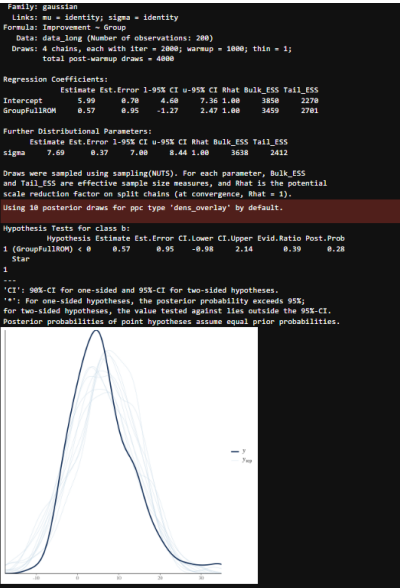 Family: gaussian
Links: mu = identity; sigma = identity
Formula: Improvement ~ Group
Data: data_long (Number of observations: 200)
Draws: 4 chains, each with iter = 2000; warmup = 1000; thin = 1;
total post-warmup draws = 4000
Regression Coefficients:
Estimate Est.Error l-95% CI u-95% CI Rhat Bulk_ESS Tail_ESS
Intercept 5.99 0.70 4.60 7.36 1.00 3850 2270
GroupFullROM 0.57 0.95 -1.27 2.47 1.00 3459 2701
Further Distributional Parameters:
Estimate Est.Error l-95% CI u-95% CI Rhat Bulk_ESS Tail_ESS
sigma 7.69 0.37 7.00 8.44 1.00 3638 2412
Draws were sampled using sampling(NUTS). For each parameter, Bulk_ESS
and Tail_ESS are effective sample size measures, and Rhat is the potential
scale reduction factor on split chains (at convergence, Rhat = 1).
Using 10 posterior draws for ppc type 'dens_overlay' by default.
Hypothesis Tests for class b:
Hypothesis Estimate Est.Error CI.Lower CI.Upper Evid.Ratio Post.Prob
1 (GroupFullROM) < 0 0.57 0.95 -0.98 2.14 0.39 0.28
Star
1
---
'CI': 90%-CI for one-sided and 95%-CI for two-sided hypotheses.
'*': For one-sided hypotheses, the posterior probability exceeds 95%;
for two-sided hypotheses, the value tested against lies outside the 95%-CI.
Posterior probabilities of point hypotheses assume equal prior probabilities.
y
y rep
-10 0 10 20 30